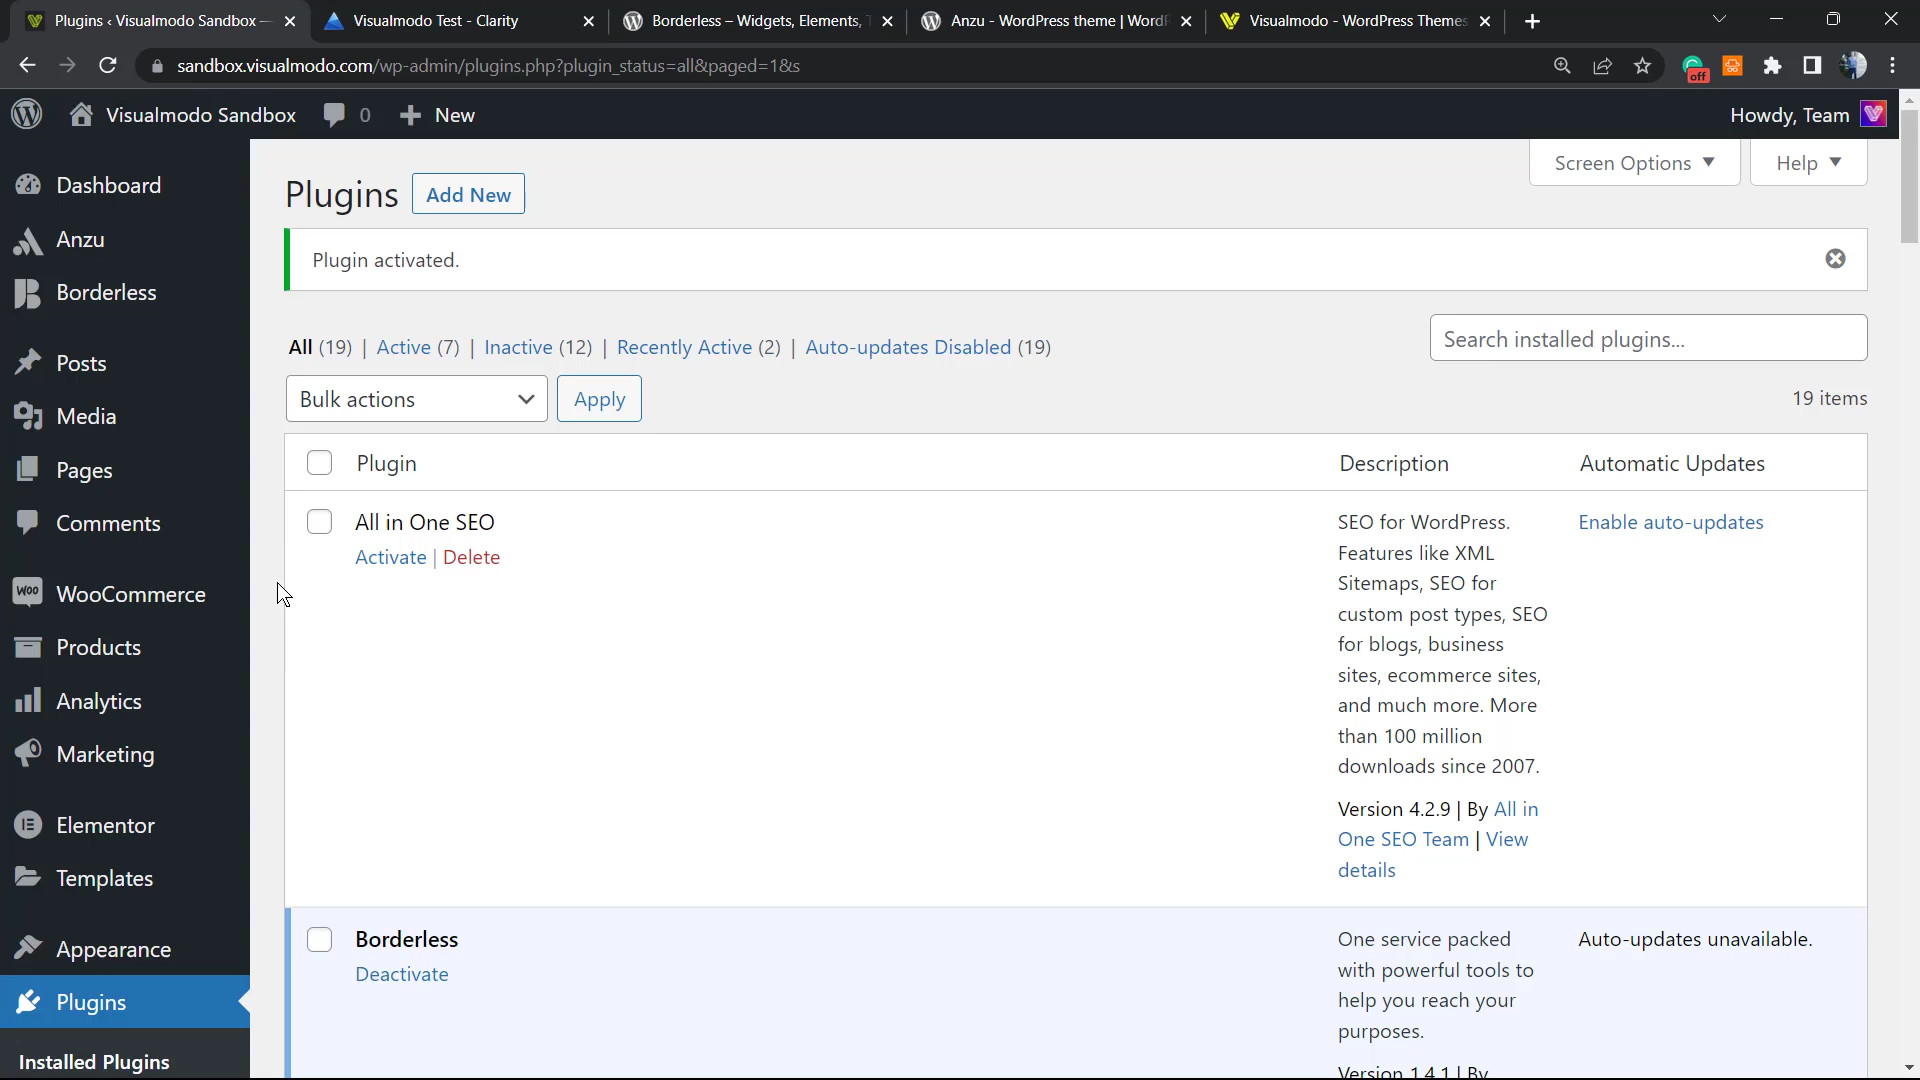 Plugins ‹ Visualmodo Sandbox —
Visualmodo Test - Clarity
Borderless – Widgets, Elements,
Anzu - WordPress theme | Word
Visualmodo - WordPress Themes
sandbox.visualmodo.com/wp-admin/plugins.php?plugin_status=all&paged=1&s
off
Visualmodo Sandbox
0
New
Howdy, Team
Dashboard
Anzu
Borderless
Posts
Media
Pages
Comments
WooCommerce
Products
Analytics
Marketing
Elementor
Templates
Appearance
Plugins
Installed Plugins
Screen Options
Help
Plugins
Add New
Plugin activated.
All (19) | Active (7) | Inactive (12) | Recently Active (2) | Auto-updates Disabled (19)
Search installed plugins...
Bulk actions
Apply
19 items
Plugin
Description
Automatic Updates
All in One SEO
Activate | Delete
SEO for WordPress.
Features like XML
Sitemaps, SEO for
custom post types, SEO
for blogs, business
sites, ecommerce sites,
and much more. More
than 100 million
downloads since 2007.
Version 4.2.9 | By All in
One SEO Team | View
details
Enable auto-updates
Borderless
Deactivate
One service packed
with powerful tools to
help you reach your
purposes.
Version 1.4.1 | By
Auto-updates unavailable.